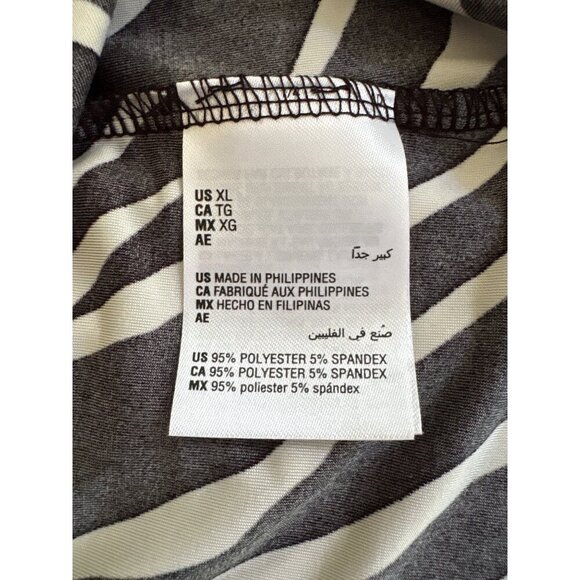 US XL
CA TG
MX XG
AE
كبير جدًا
US MADE IN PHILIPPINES
CA FABRIQUÉ AUX PHILIPPINES
MX HECHO EN FILIPINAS
AE
صُنع في الفليبين
US 95% POLYESTER 5% SPANDEX
CA 95% POLYESTER 5% SPANDEX
MX 95% poliester 5% spándex